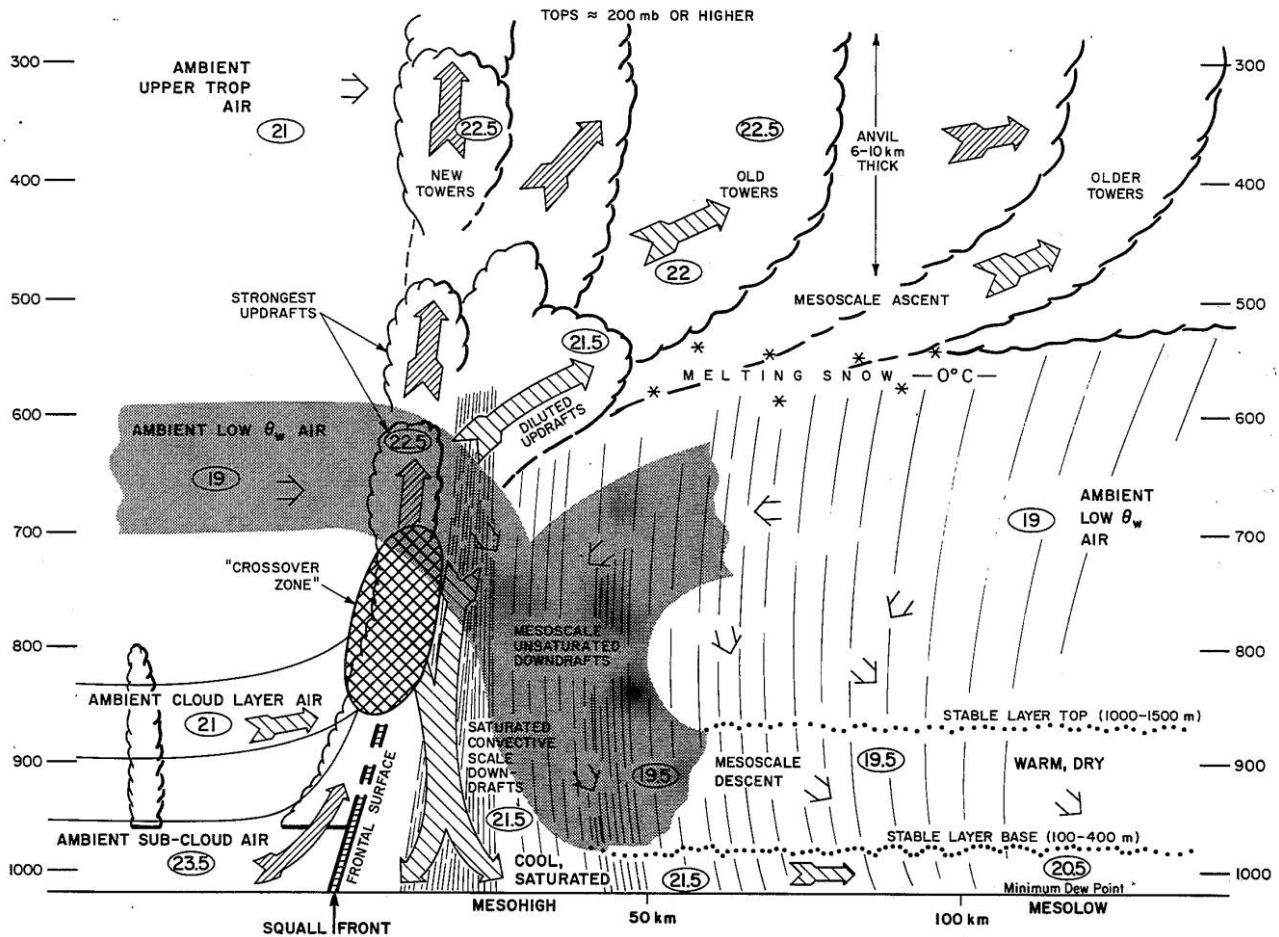 TOPS ≈ 200 mb OR HIGHER
300
AMBIENT
UPPER TROP
AIR
21
22.5
NEW
TOWERS
22.5
ANVIL
6–10 km
THICK
300
400
OLD
TOWERS
OLDER
TOWERS
400
22
500
STRONGEST
UPDRAFTS
MESOSCALE ASCENT
500
21.5
MELTING SNOW —0°C—
600
DILUTED
UPDRAFTS
600
AMBIENT LOW θw AIR
22.5
19
19
AMBIENT
LOW θw
AIR
700
700
"CROSSOVER
ZONE"
MESOSCALE
UNSATURATED
DOWNDRAFTS
800
800
AMBIENT CLOUD LAYER AIR
21
STABLE LAYER TOP (1000–1500 m)
SATURATED
CONVECTIVE
SCALE
DOWN-
DRAFTS
900
FRONTAL SURFACE
19.5
MESOSCALE
DESCENT
19.5
WARM, DRY
900
21.5
AMBIENT SUB-CLOUD AIR
23.5
STABLE LAYER BASE (100–400 m)
1000
COOL,
SATURATED
21.5
20.5
1000
Minimum Dew Point
MESOHIGH
50 km
100 km
MESOLOW
SQUALL FRONT